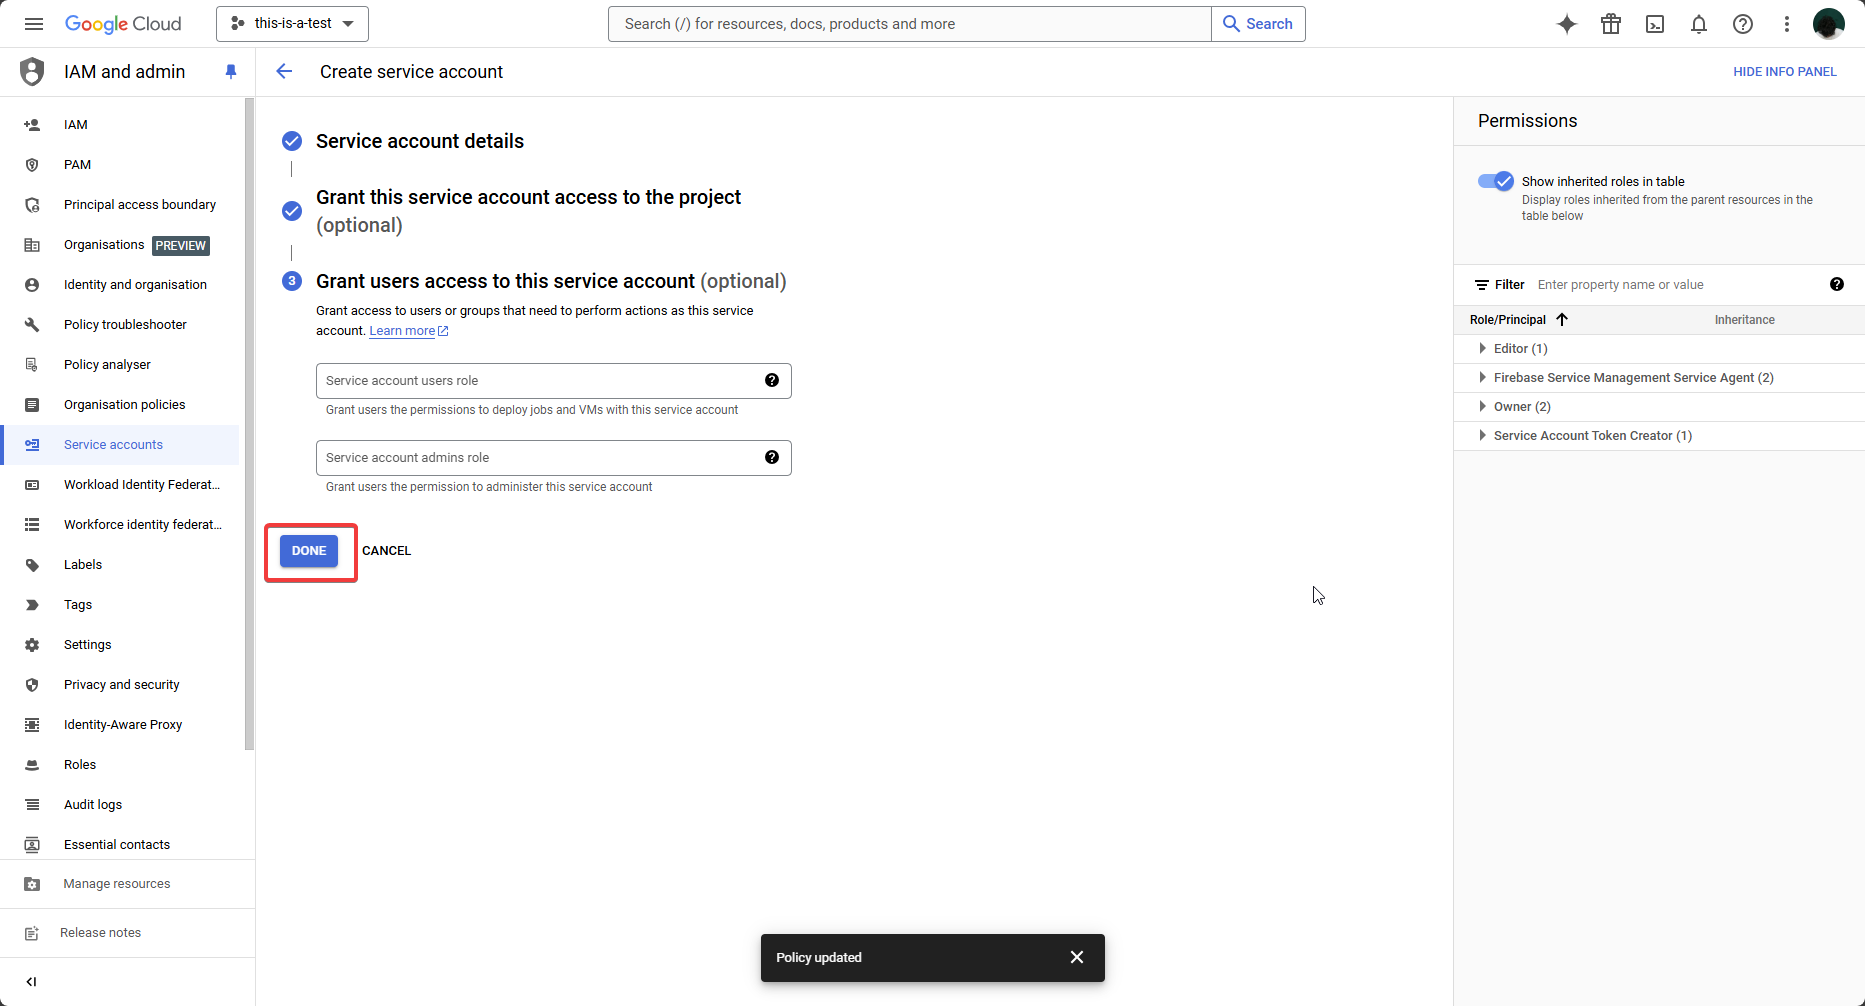 Google Cloud
this-is-a-test
Search (/) for resources, docs, products and more
Search
IAM and admin
Create service account
HIDE INFO PANEL
IAM
PAM
Principal access boundary
Organisations PREVIEW
Identity and organisation
Policy troubleshooter
Policy analyser
Organisation policies
Service accounts
Workload Identity Federat...
Workforce identity federat...
Labels
Tags
Settings
Privacy and security
Identity-Aware Proxy
Roles
Audit logs
Essential contacts
Manage resources
Release notes
Service account details
Grant this service account access to the project
(optional)
3
Grant users access to this service account (optional)
Grant access to users or groups that need to perform actions as this service
account. Learn more
Service account users role
Grant users the permissions to deploy jobs and VMs with this service account
Service account admins role
Grant users the permission to administer this service account
DONE
CANCEL
Permissions
Show inherited roles in table
Display roles inherited from the parent resources in the
table below
Filter Enter property name or value
Role/Principal
Inheritance
Editor (1)
Firebase Service Management Service Agent (2)
Owner (2)
Service Account Token Creator (1)
Policy updated